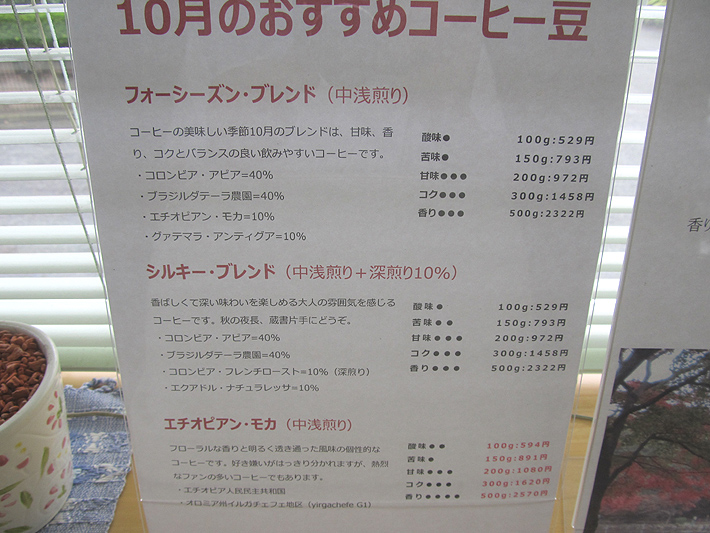 10月のおすすめコーヒー豆
フォーシーズン・ブレンド（中浅煎り）
コーヒーの美味しい季節10月のブレンドは、甘味、香
り、コクとバランスの良い飲みやすいコーヒーです。
・コロンビア・アピア=40%
・ブラジルダテーラ農園=40%
・エチオピアン・モカ=10%
・グァテマラ・アンティグア=10%
酸味● 100g:529円
苦味● 150g:793円
甘味●●● 200g:972円
コク●●● 300g:1458円
香り●●● 500g:2322円
シルキー・ブレンド（中浅煎り＋深煎り10%）
香ばしくて深い味わいを楽しめる大人の雰囲気を感じる
コーヒーです。秋の夜長、蔵書片手にどうぞ。
・コロンビア・アピア=40%
・ブラジルダテーラ農園=40%
・コロンビア・フレンチロースト=10%（深煎り）
・エクアドル・ナチュラレッサ=10%
酸味● 100g:529円
苦味●● 150g:793円
甘味●●● 200g:972円
コク●●● 300g:1458円
香り●●● 500g:2322円
エチオピアン・モカ（中浅煎り）
フローラルな香りと明るく透き通った風味の個性的な
コーヒーです。好き嫌いがはっきり分かれますが、熱烈
なファンの多いコーヒーでもあります。
・エチオピア人民民主共和国
・オロミア州イルガチェフェ地区（yirgachefe G1）
酸味●● 100g:594円
苦味● 150g:891円
甘味●●● 200g:1080円
コク●●● 300g:1620円
香り●●●● 500g:2570円
香り